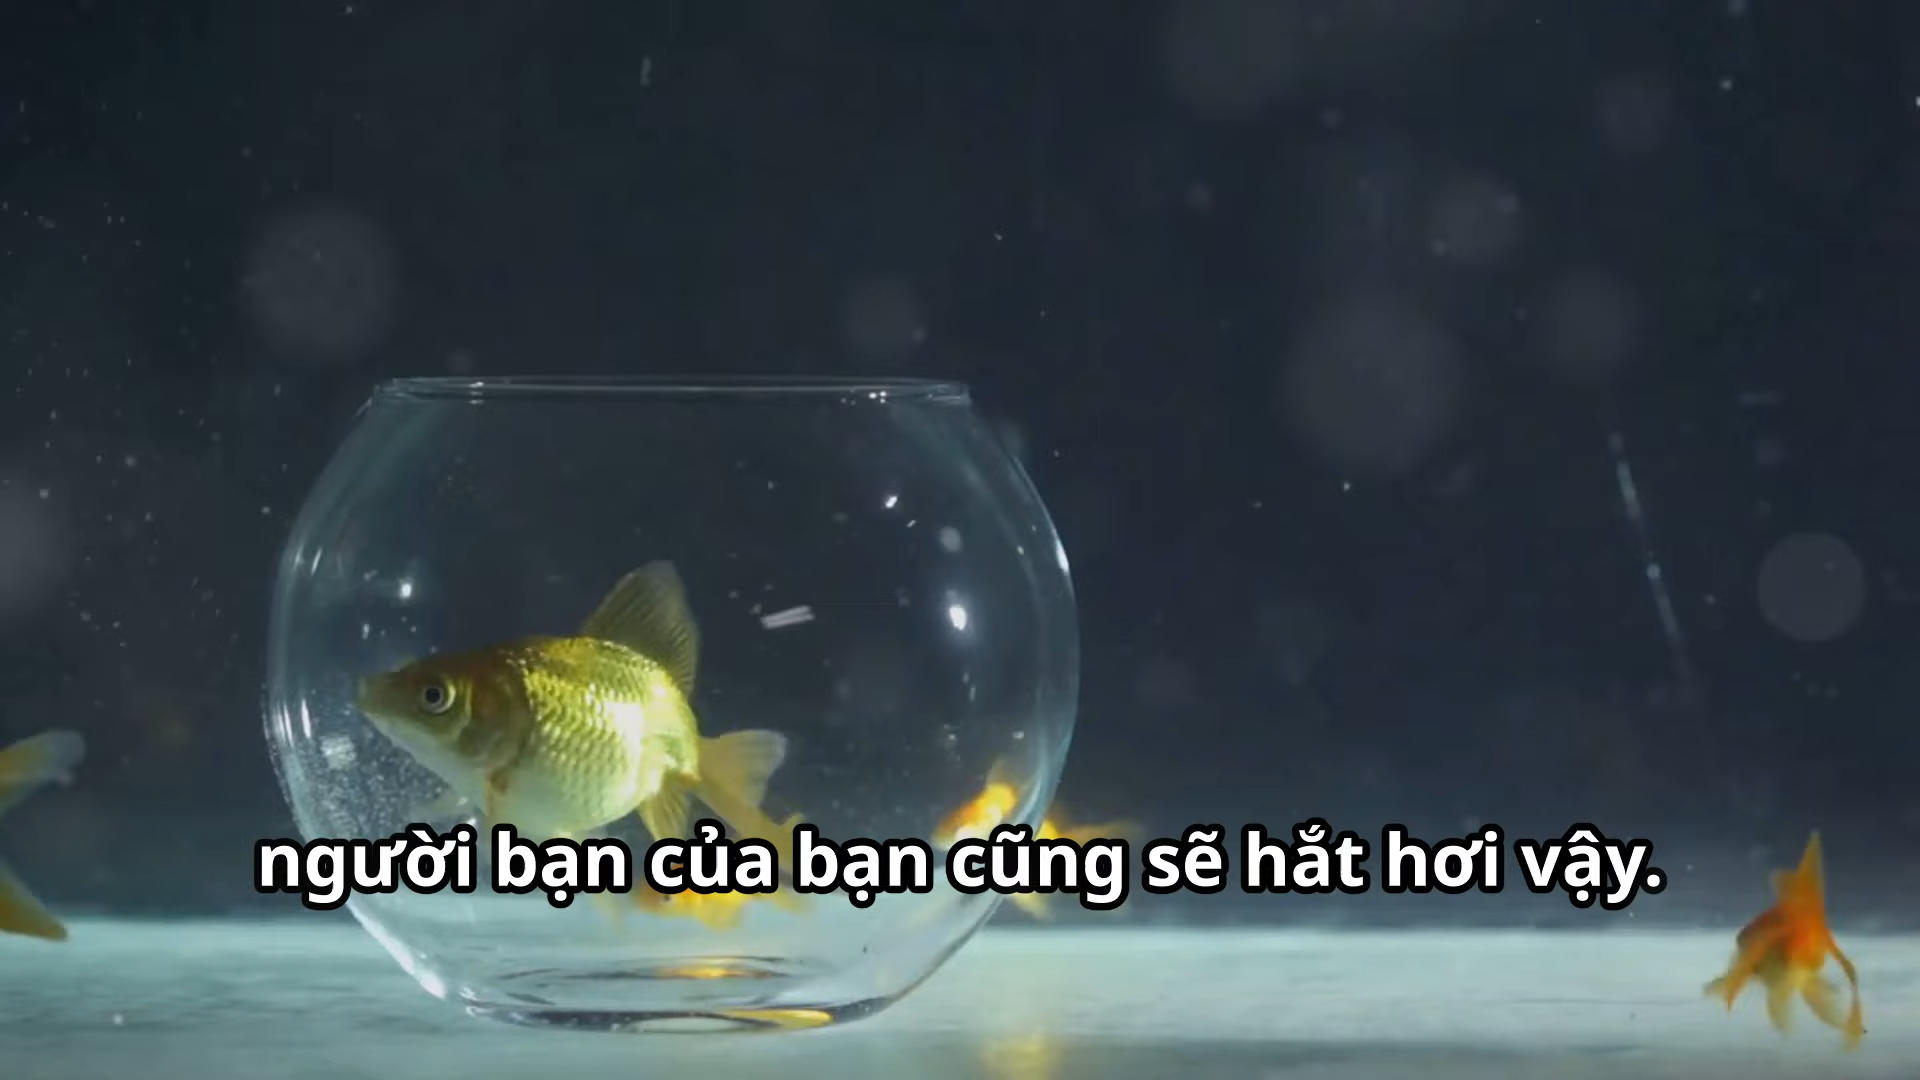 người bạn của bạn cũng sẽ hắt hơi vậy.